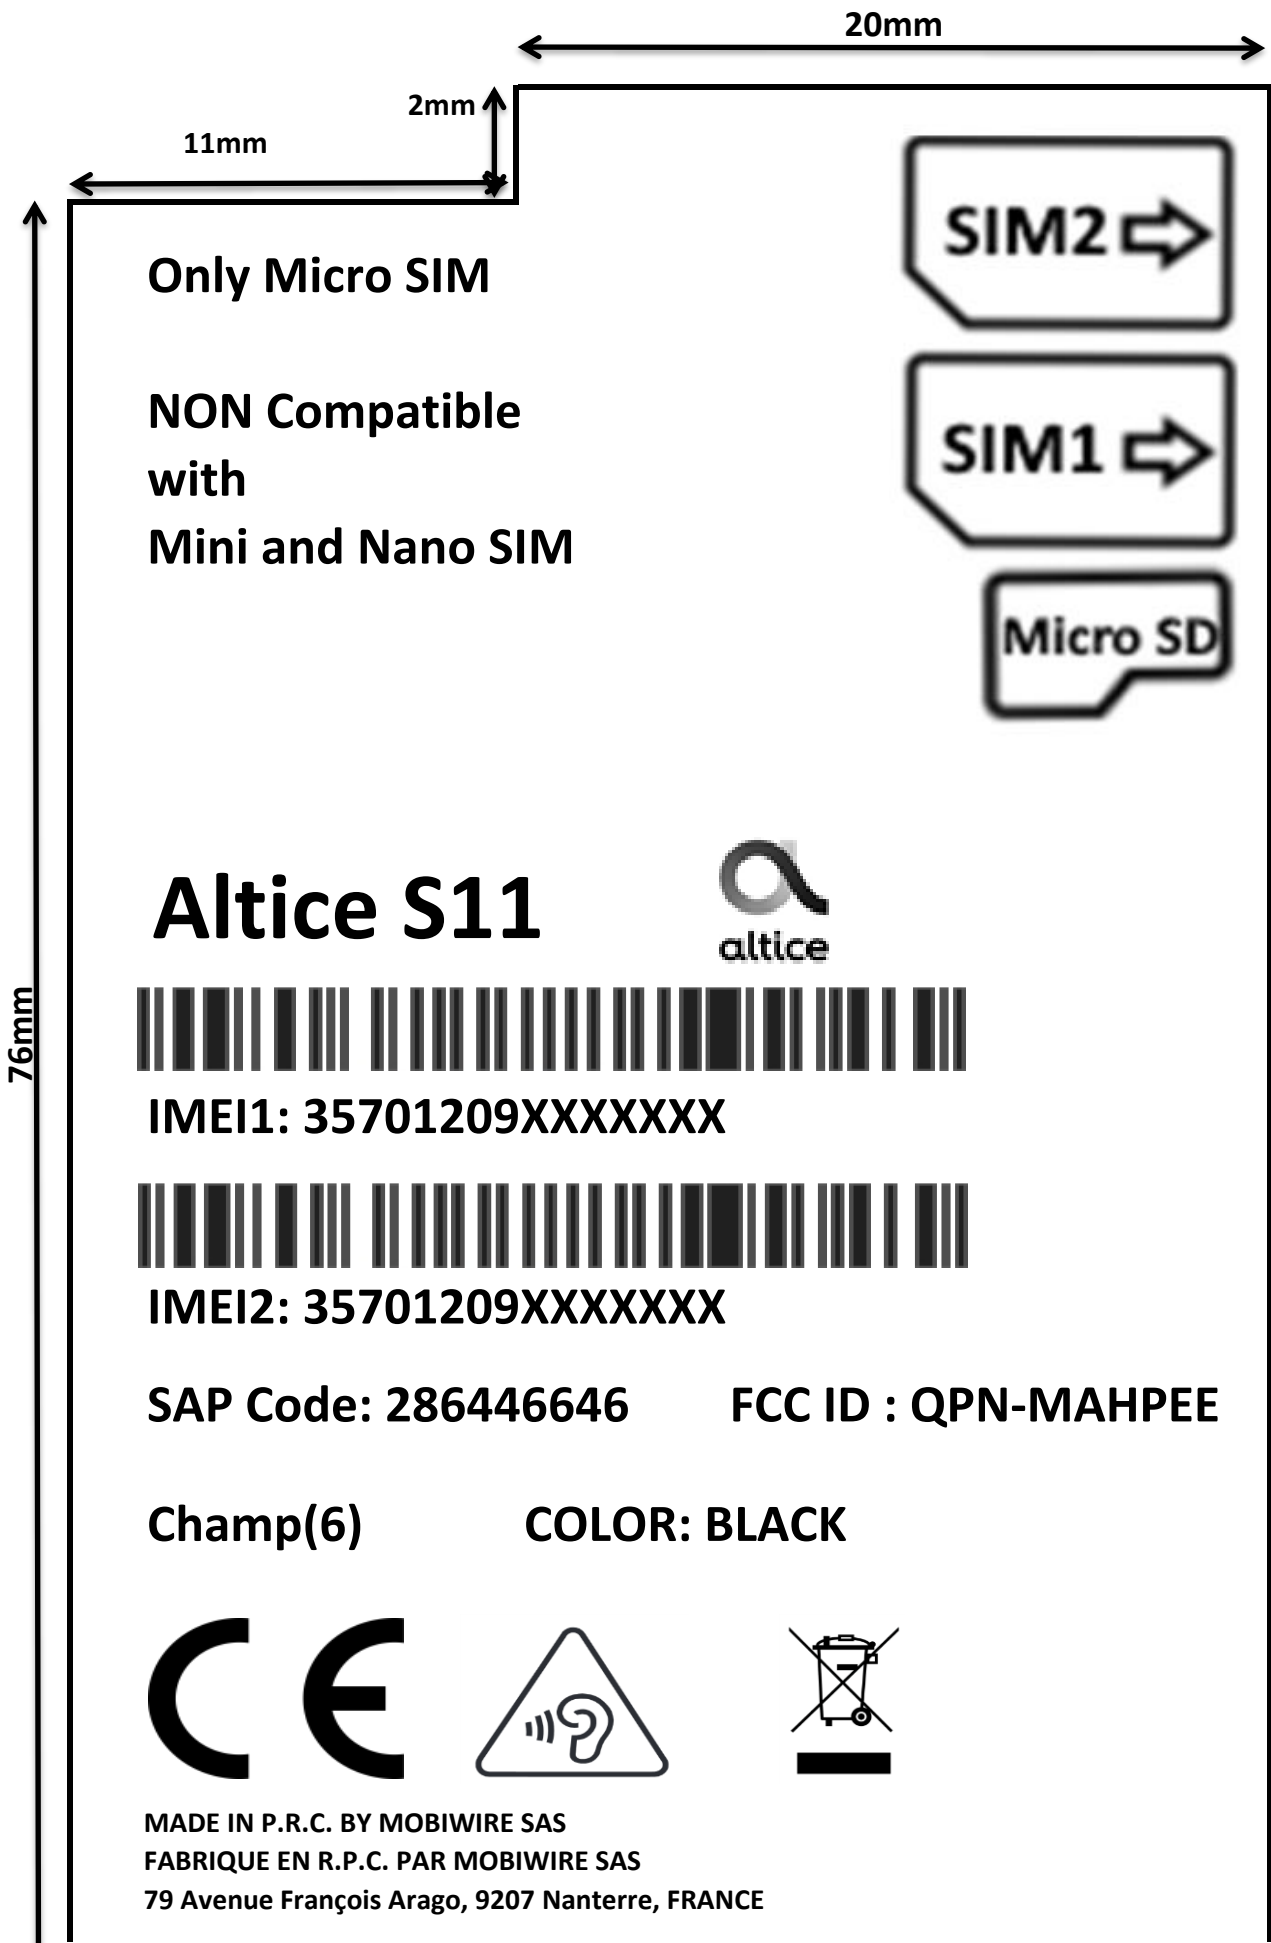 20mm
2mm
11mm
SIM2
Only Micro SIM
NON Compatible
with
Mini and Nano SIM
SIM1
Micro SD
Altice S11
altice
76mm
IMEI1: 35701209XXXXXXX
IMEI2: 35701209XXXXXXX
SAP Code: 286446646 FCC ID : QPN-MAHPEE
Champ(6) COLOR: BLACK
CE
MADE IN P.R.C. BY MOBIWIRE SAS
FABRIQUE EN R.P.C. PAR MOBIWIRE SAS
79 Avenue François Arago, 9207 Nanterre, FRANCE